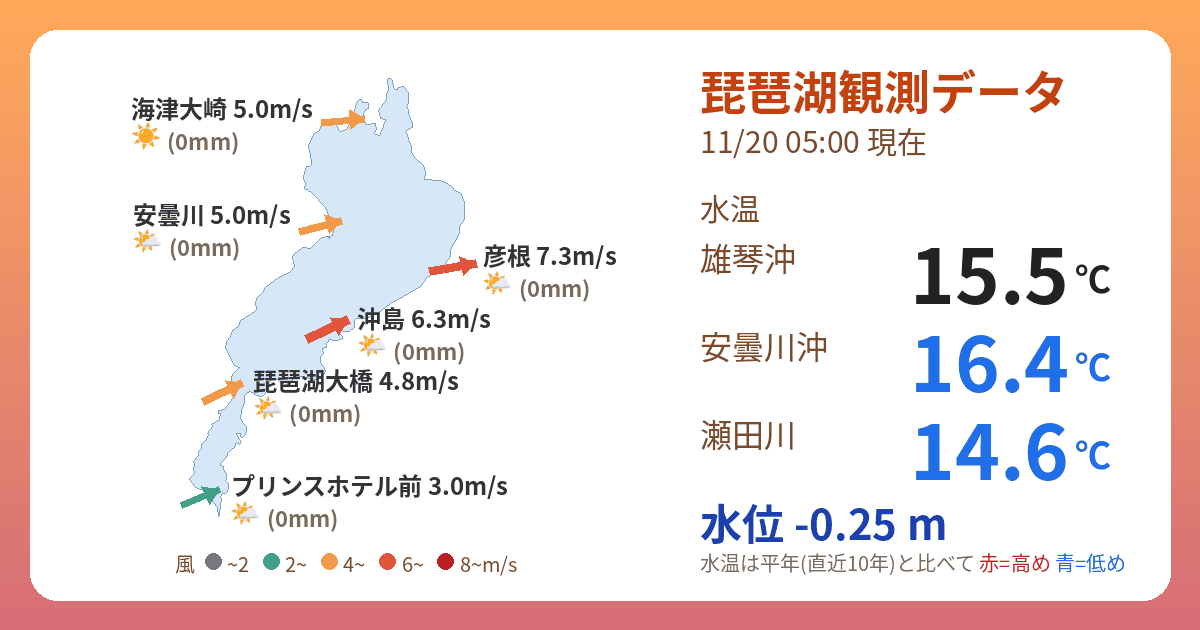 海津大崎 5.0m/s
(0mm)
安曇川 5.0m/s
(0mm)
彦根 7.3m/s
(0mm)
沖島 6.3m/s
(0mm)
琵琶湖大橋 4.8m/s
(0mm)
プリンスホテル前 3.0m/s
(0mm)
風 ~2 2~ 4~ 6~ 8~m/s
琵琶湖観測データ
11/20 05:00 現在
水温
雄琴沖 15.5℃
安曇川沖 16.4℃
瀬田川 14.6℃
水位 -0.25 m
水温は平年(直近10年)と比べて 赤=高め 青=低め